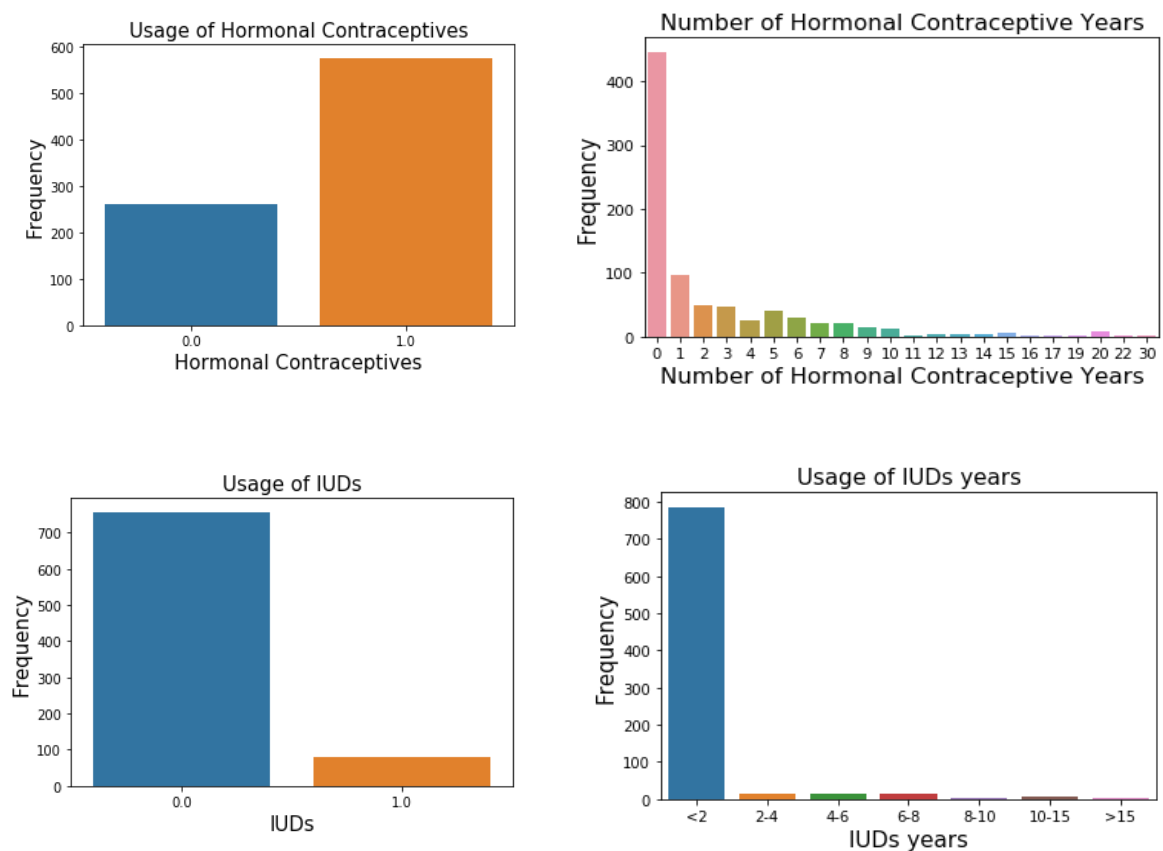 Usage of Hormonal Contraceptives
600
500
400
300
200
100
0
Frequency
0.0 1.0
Hormonal Contraceptives
Number of Hormonal Contraceptive Years
400
300
200
100
0
Frequency
0 1 2 3 4 5 6 7 8 9 10 11 12 13 14 15 16 17 19 20 22 30
Number of Hormonal Contraceptive Years
Usage of IUDs
700
600
500
400
300
200
100
0
Frequency
0.0 1.0
IUDs
Usage of IUDs years
800
700
600
500
400
300
200
100
0
Frequency
<2 2-4 4-6 6-8 8-10 10-15 >15
IUDs years